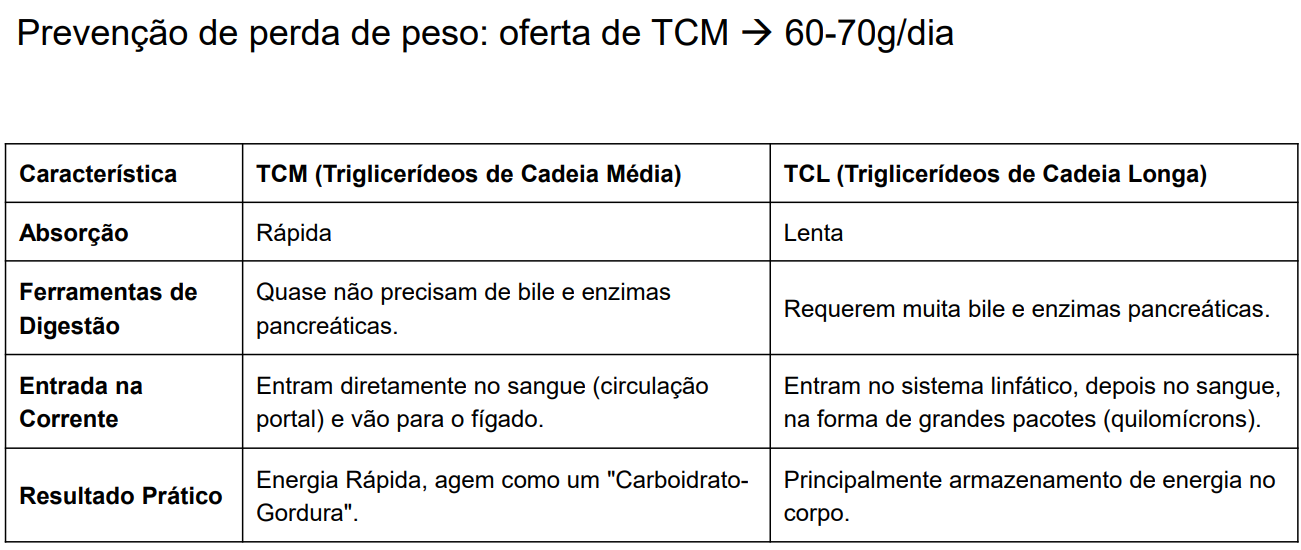 Prevenção de perda de peso: oferta de TCM → 60-70g/dia
Característica
TCM (Triglicerídeos de Cadeia Média)
TCL (Triglicerídeos de Cadeia Longa)
Absorção
Rápida
Lenta
Ferramentas de
Digestão
Quase não precisam de bile e enzimas
pancreáticas.
Requerem muita bile e enzimas pancreáticas.
Entrada na
Corrente
Entram diretamente no sangue (circulação
portal) e vão para o fígado.
Entram no sistema linfático, depois no sangue,
na forma de grandes pacotes (quilomícrons).
Resultado Prático
Energia Rápida, agem como um "Carboidrato-
Gordura".
Principalmente armazenamento de energia no
corpo.